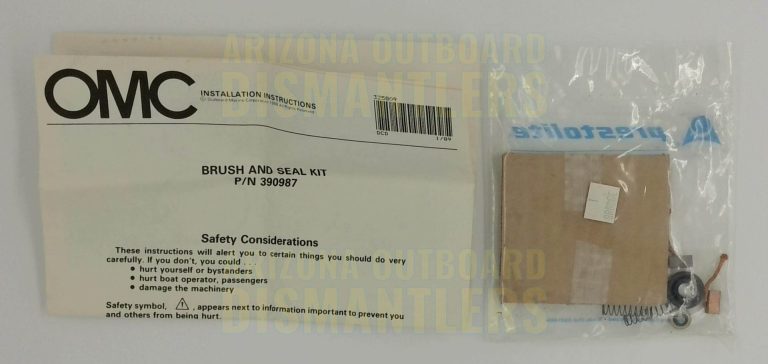 ARIZONA OUTBOARD
DISMANTLERS
OMC
INSTALLATION INSTRUCTIONS
BRUSH AND SEAL KIT
P/N 390987
Safety Considerations
These instructions will alert you to certain things you should do very
carefully. If you don't, you could . . .
• hurt yourself or bystanders
• hurt boat operator, passengers
• damage the machinery
Safety symbol, ⚠, appears next to information important to prevent you
and others from being hurt.
DCD 1/89
prestolite
ARIZONA OUTBOARD
DISMANTLERS